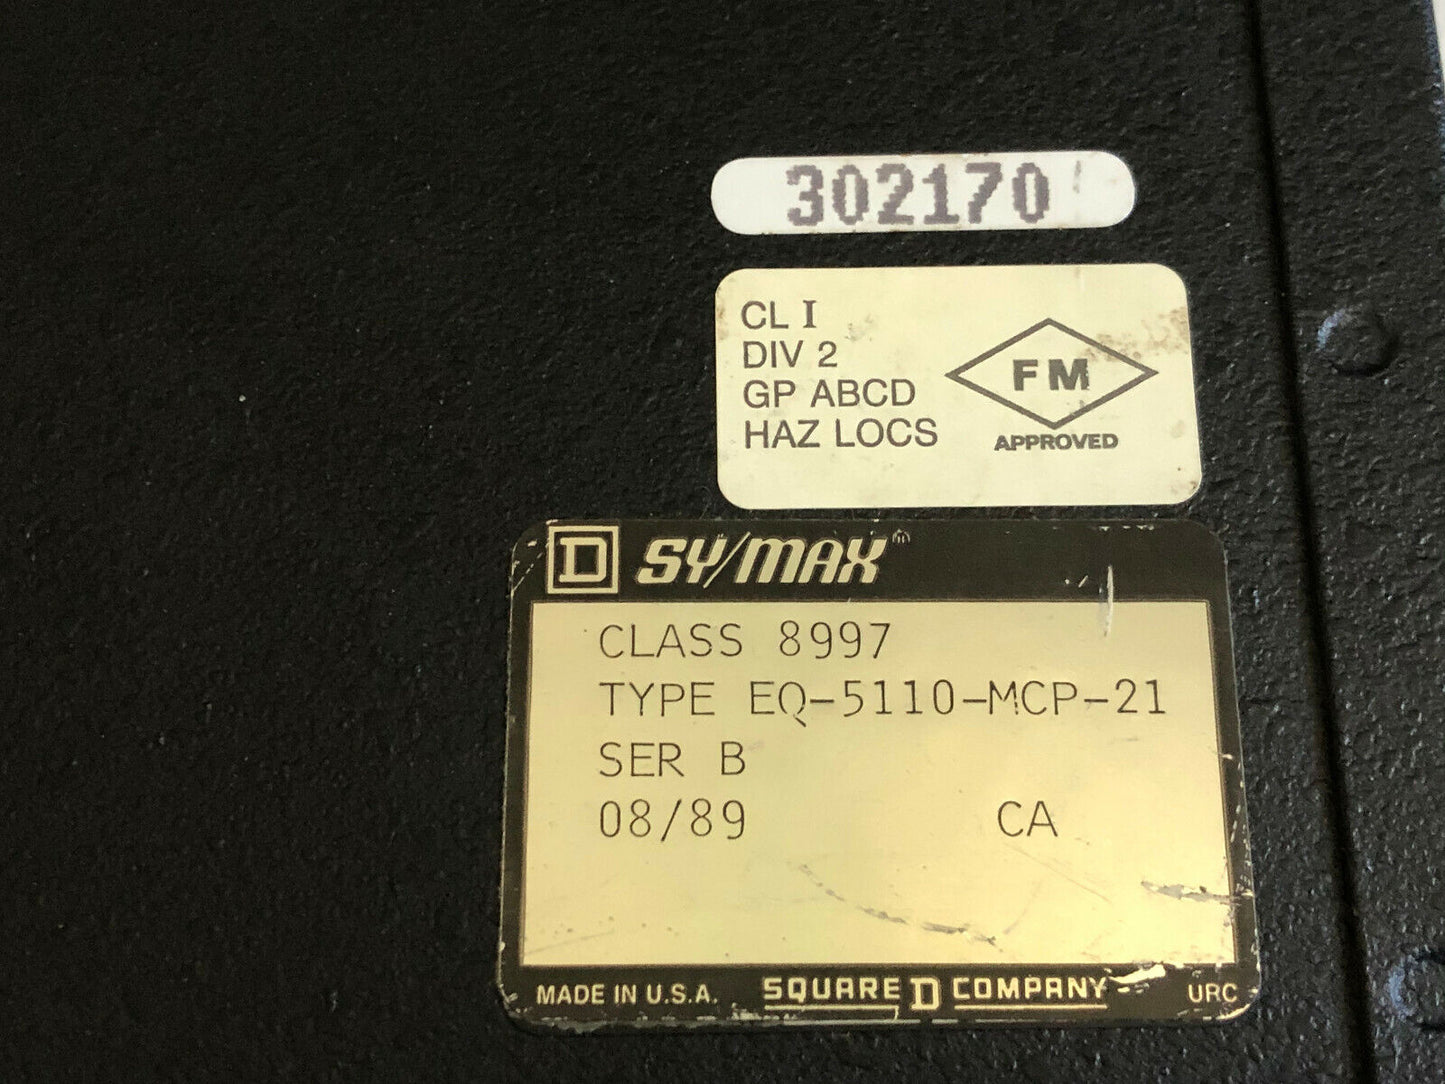 302170
CL I
DIV 2
GP ABCD
HAZ LOCS
FM
APPROVED
D SY/MAX
CLASS 8997
TYPE EQ-5110-MCP-21
SER B
08/89 CA
MADE IN U.S.A. SQUARE D COMPANY URC